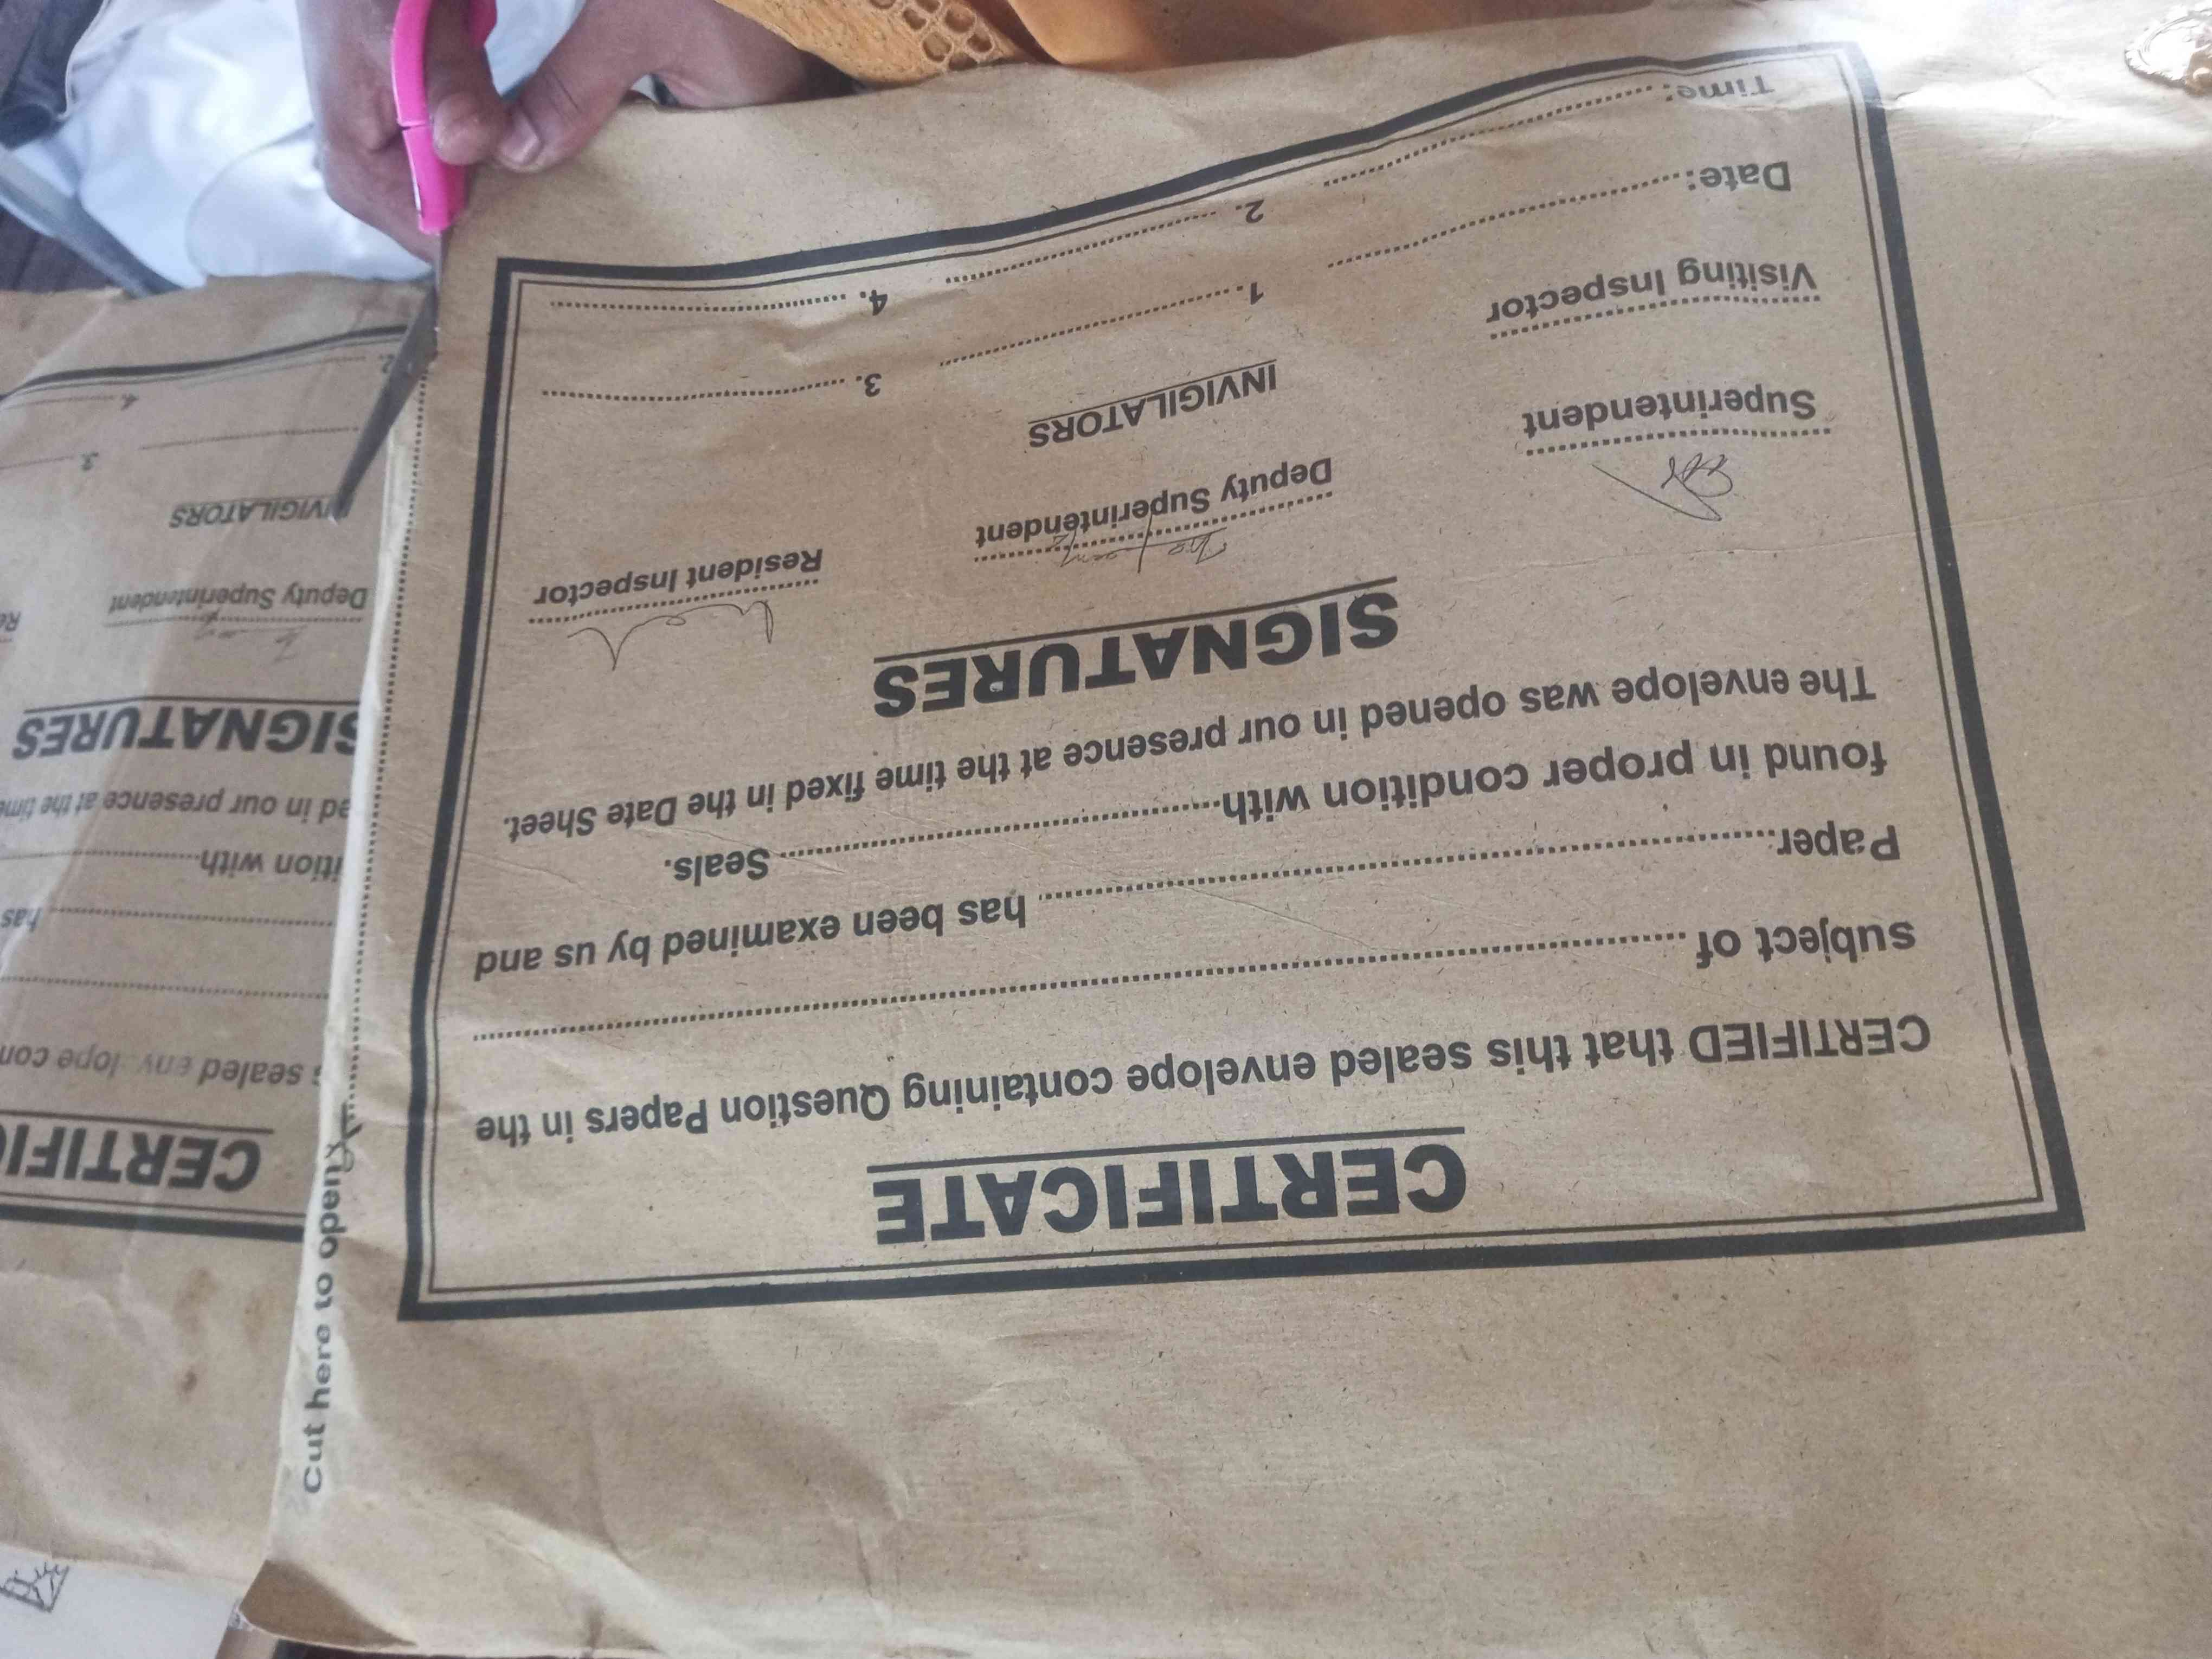 CERTIFICATE
CERTIFIED that this sealed envelope containing Question Papers in the
subject of ........................................
Paper........................................ has been examined by us and
found in proper condition with........................................ Seals.
The envelope was opened in our presence at the time fixed in the Date Sheet.
SIGNATURES
Superintendent
Deputy Superintendent
Resident Inspector
Visiting Inspector
INVIGILATORS
1. ....................
3. ....................
Date: ....................
2. ....................
4. ....................
Time: ....................
Cut here to open
CERTIFI
sealed envelope con
has
ition with
ed in our presence at the time
SIGNATURES
Deputy Superintendent
Re
INVIGILATORS
3.
2.
4.